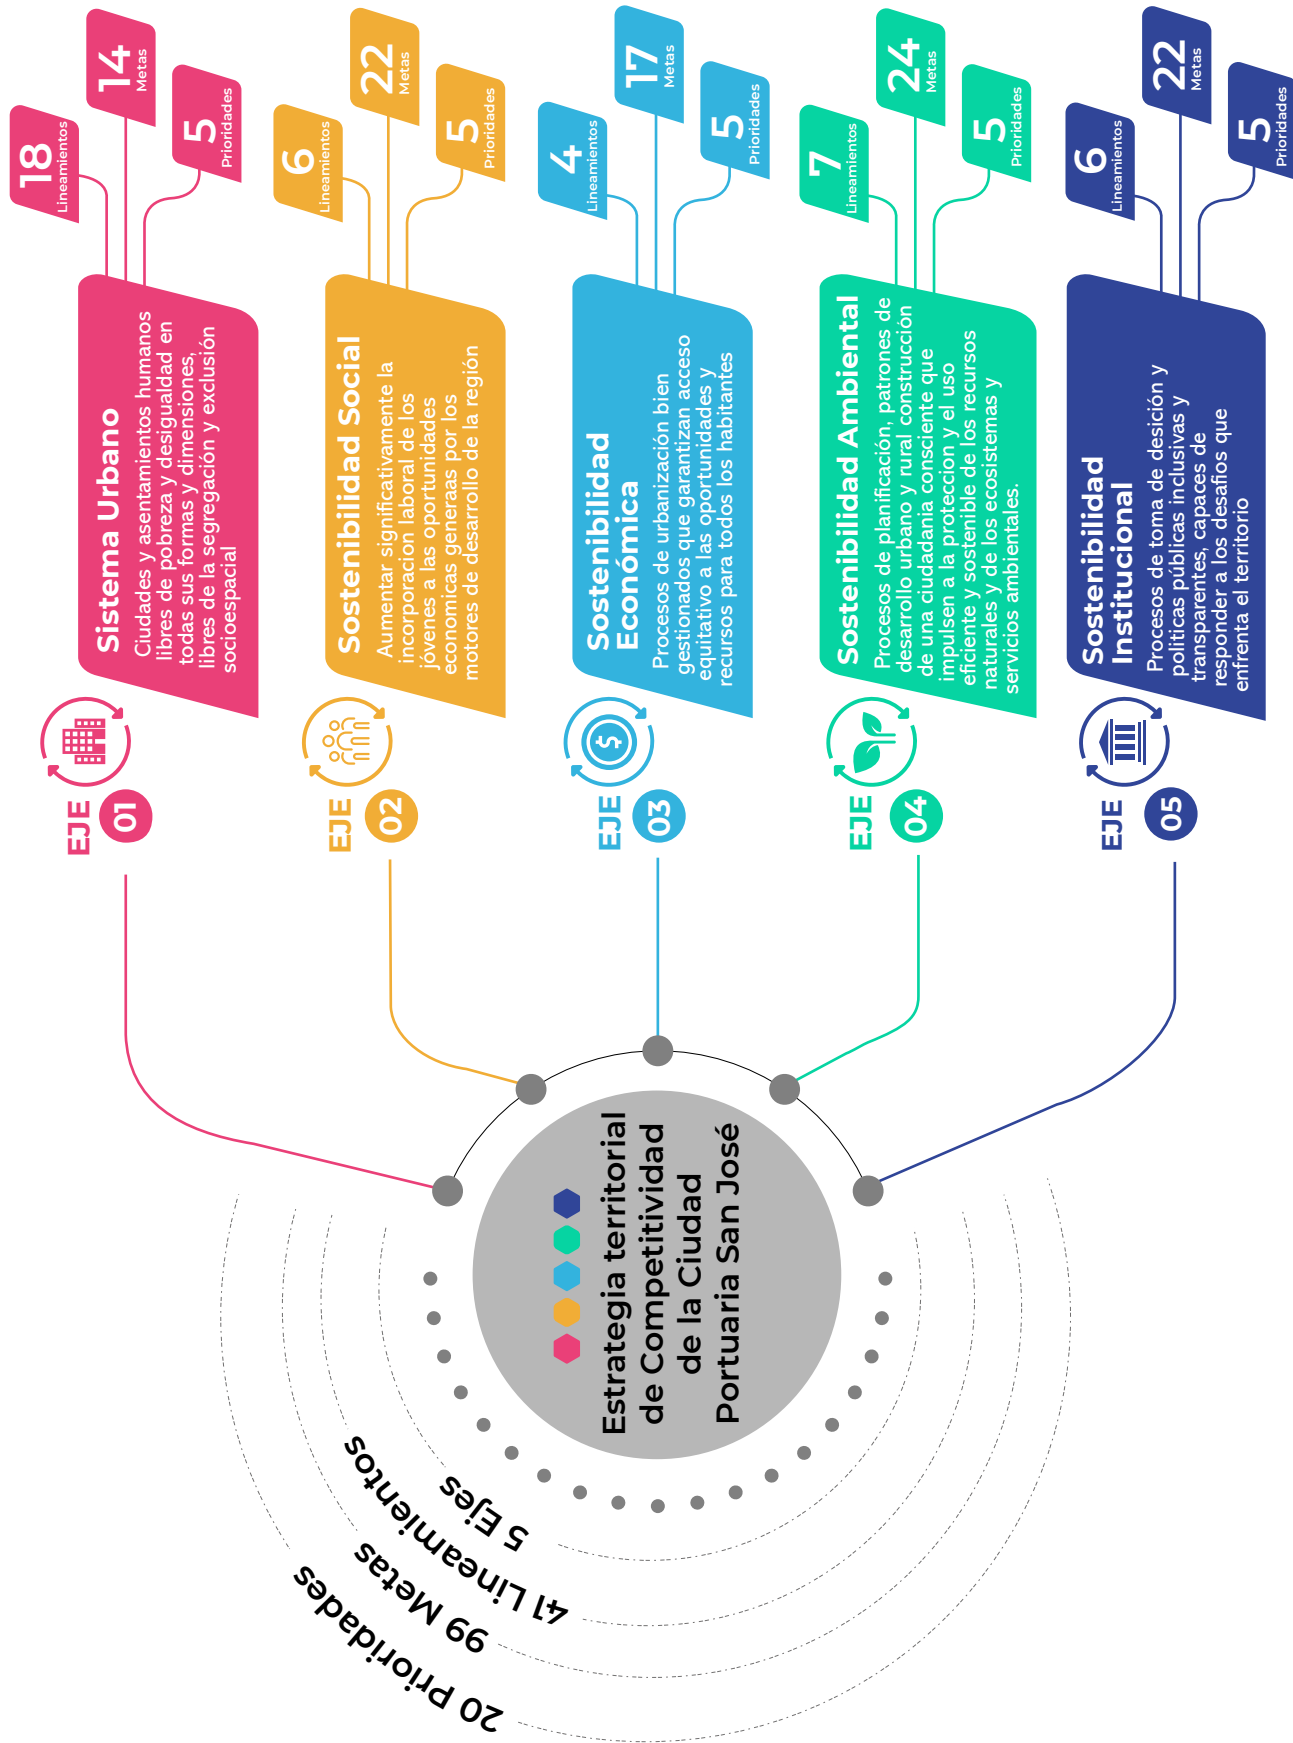 Estrategia territorial
de Competitividad
de la Ciudad
Portuaria San José
5 Ejes
41 Lineamientos
99 Metas
20 Prioridades
EJE
01
Sistema Urbano
Ciudades y asentamientos humanos
libres de pobreza y desigualdad en
todas sus formas y dimensiones,
libres de la segregación y exclusión
socioespacial
18
Lineamientos
14
Metas
5
Prioridades
EJE
02
Sostenibilidad Social
Aumentar significativamente la
incorporacion laboral de los
jóvenes a las oportunidades
economicas generaas por los
motores de desarrollo de la región
6
Lineamientos
22
Metas
5
Prioridades
EJE
03
$
Sostenibilidad
Económica
Procesos de urbanización bien
gestionados que garantizan acceso
equitativo a las oportunidades y
recursos para todos los habitantes
4
Lineamientos
17
Metas
5
Prioridades
EJE
04
Sostenibilidad Ambiental
Procesos de planificación, patrones de
desarrollo urbano y rural construcción
de una ciudadania consciente que
impulsen a la proteccion y el uso
eficiente y sostenible de los recursos
naturales y de los ecosistemas y
servicios ambientales.
7
Lineamientos
24
Metas
5
Prioridades
EJE
05
Sostenibilidad
Institucional
Procesos de toma de desición y
politicas públicas inclusivas y
transparentes, capaces de
responder a los desafios que
enfrenta el territorio
6
Lineamientos
22
Metas
5
Prioridades